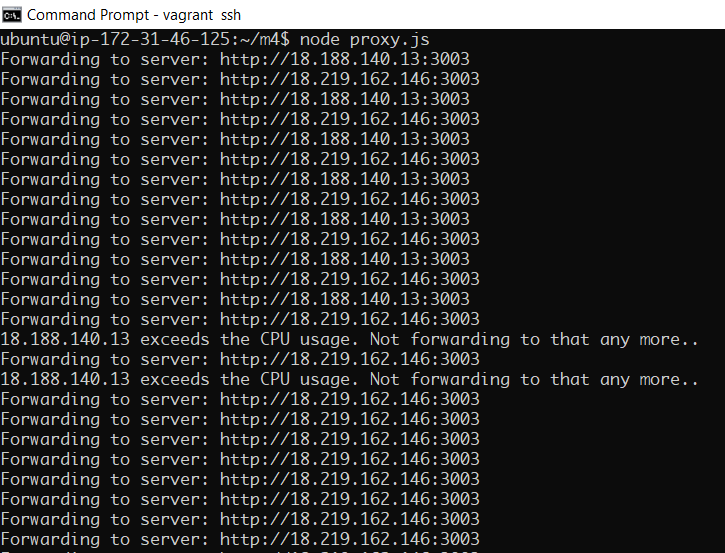 Command Prompt - vagrant ssh
ubuntu@ip-172-31-46-125:~/m4$ node proxy.js
Forwarding to server: http://18.188.140.13:3003
Forwarding to server: http://18.219.162.146:3003
Forwarding to server: http://18.188.140.13:3003
Forwarding to server: http://18.219.162.146:3003
Forwarding to server: http://18.188.140.13:3003
Forwarding to server: http://18.219.162.146:3003
Forwarding to server: http://18.188.140.13:3003
Forwarding to server: http://18.219.162.146:3003
Forwarding to server: http://18.188.140.13:3003
Forwarding to server: http://18.219.162.146:3003
Forwarding to server: http://18.188.140.13:3003
Forwarding to server: http://18.219.162.146:3003
Forwarding to server: http://18.188.140.13:3003
Forwarding to server: http://18.219.162.146:3003
18.188.140.13 exceeds the CPU usage. Not forwarding to that any more..
Forwarding to server: http://18.219.162.146:3003
18.188.140.13 exceeds the CPU usage. Not forwarding to that any more..
Forwarding to server: http://18.219.162.146:3003
Forwarding to server: http://18.219.162.146:3003
Forwarding to server: http://18.219.162.146:3003
Forwarding to server: http://18.219.162.146:3003
Forwarding to server: http://18.219.162.146:3003
Forwarding to server: http://18.219.162.146:3003
Forwarding to server: http://18.219.162.146:3003
Forwarding to server: http://18.219.162.146:3003